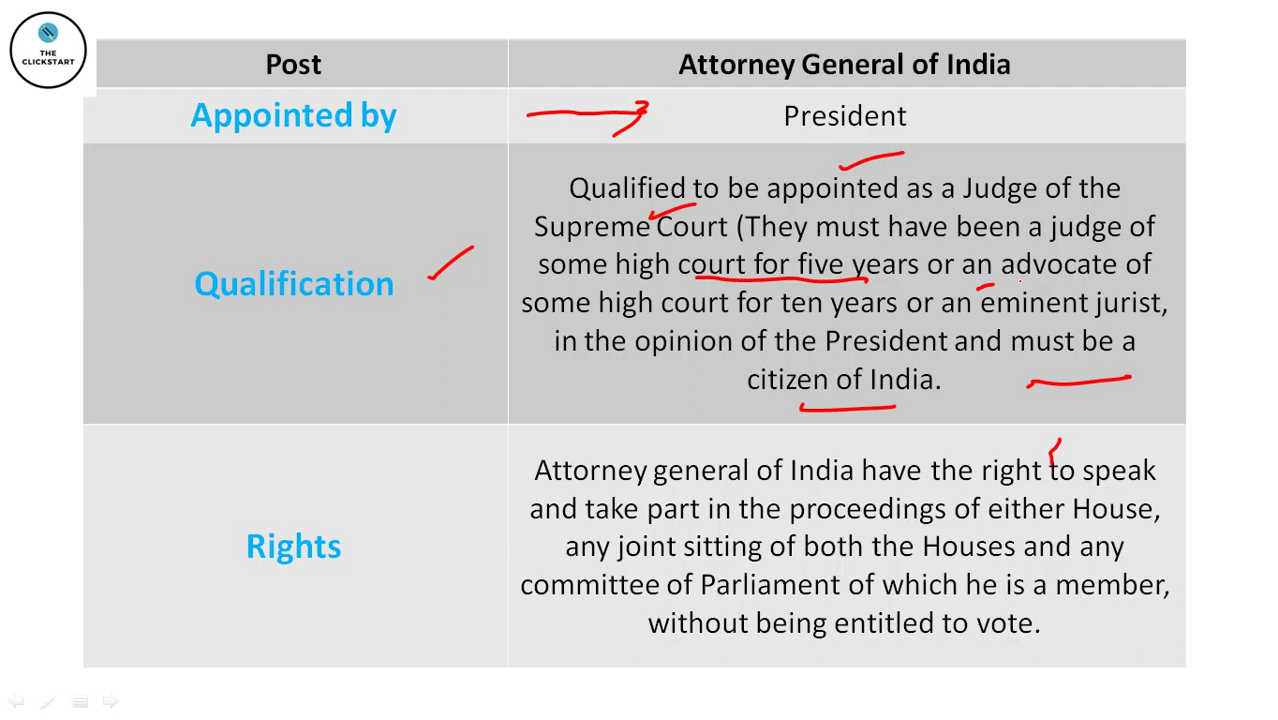 THE
CLICKSTART
Post
Attorney General of India
Appointed by
President
Qualification
Qualified to be appointed as a Judge of the
Supreme Court (They must have been a judge of
some high court for five years or an advocate of
some high court for ten years or an eminent jurist,
in the opinion of the President and must be a
citizen of India.
Rights
Attorney general of India have the right to speak
and take part in the proceedings of either House,
any joint sitting of both the Houses and any
committee of Parliament of which he is a member,
without being entitled to vote.